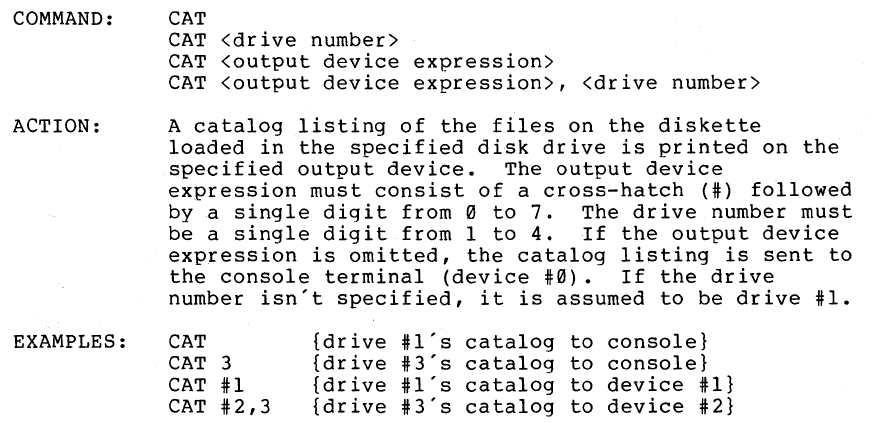 COMMAND: CAT
CAT <drive number>
CAT <output device expression>
CAT <output device expression>, <drive number>
ACTION: A catalog listing of the files on the diskette
loaded in the specified disk drive is printed on the
specified output device. The output device
expression must consist of a cross-hatch (#) followed
by a single digit from 0 to 7. The drive number must
be a single digit from 1 to 4. If the output device
expression is omitted, the catalog listing is sent to
the console terminal (device #0). If the drive
number isn´t specified, it is assumed to be drive #1.
EXAMPLES: CAT {drive #1´s catalog to console}
CAT 3 {drive #3´s catalog to console}
CAT #1 {drive #1´s catalog to device #1}
CAT #2,3 {drive #3´s catalog to device #2}